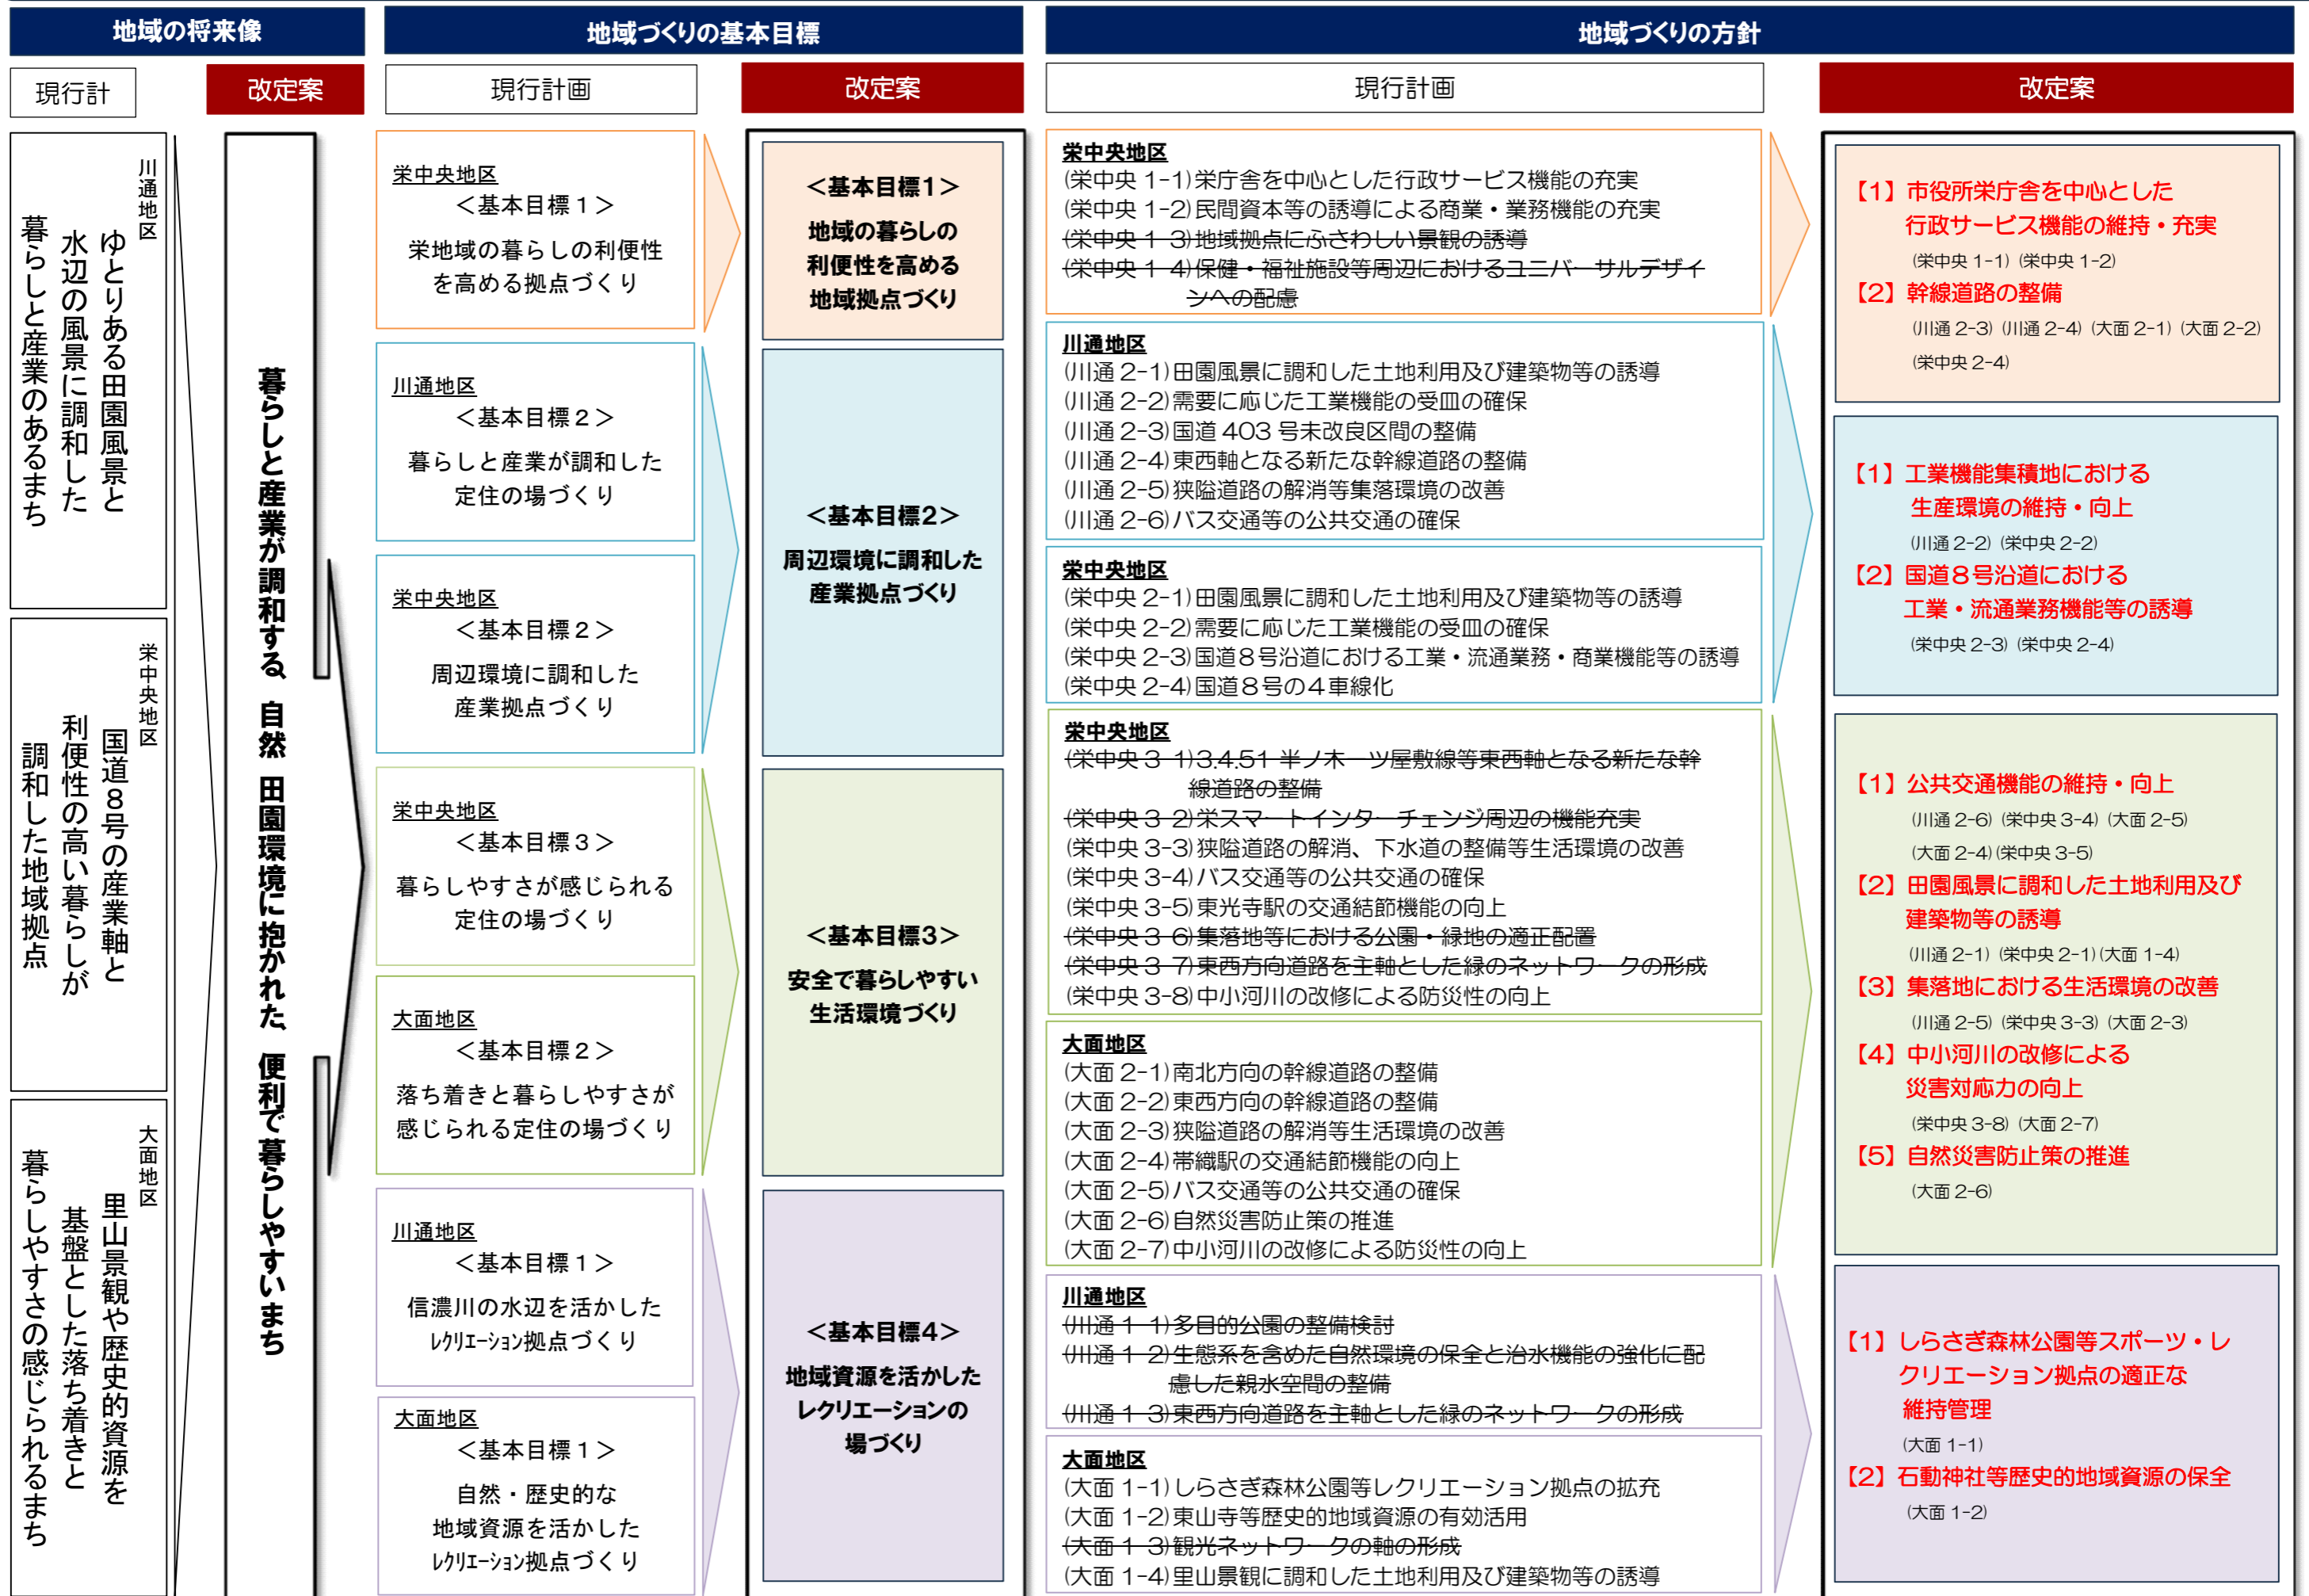 地域の将来像
現行計
改定案
川通地区
ゆとりある田園風景と
水辺の風景に調和した
暮らしと産業のあるまち
栄中央地区
国道8号の産業軸と
利便性の高い暮らしが
調和した地域拠点
大面地区
里山景観や歴史的資源を
基盤とした落ち着きと
暮らしやすさの感じられるまち
暮らしと産業が調和する、自然 田園環境に抱かれた、便利で暮らしやすいまち
地域づくりの基本目標
現行計画
改定案
栄中央地区
＜基本目標１＞
栄地域の暮らしの利便性
を高める拠点づくり
川通地区
＜基本目標２＞
暮らしと産業が調和した
定住の場づくり
栄中央地区
＜基本目標２＞
周辺環境に調和した
産業拠点づくり
栄中央地区
＜基本目標３＞
暮らしやすさが感じられる
定住の場づくり
大面地区
＜基本目標２＞
落ち着きと暮らしやすさが
感じられる定住の場づくり
川通地区
＜基本目標１＞
信濃川の水辺を活かした
ﾚｸﾘｴｰｼｮﾝ拠点づくり
大面地区
＜基本目標１＞
自然・歴史的な
地域資源を活かした
ﾚｸﾘｴｰｼｮﾝ拠点づくり
＜基本目標1＞
地域の暮らしの
利便性を高める
地域拠点づくり
＜基本目標2＞
周辺環境に調和した
産業拠点づくり
＜基本目標3＞
安全で暮らしやすい
生活環境づくり
＜基本目標4＞
地域資源を活かした
レクリエーションの
場づくり
地域づくりの方針
現行計画
改定案
栄中央地区
(栄中央 1-1)栄庁舎を中心とした行政サービス機能の充実
(栄中央 1-2)民間資本等の誘導による商業・業務機能の充実
(栄中央 1-3)地域拠点にふさわしい景観の誘導
(栄中央 1-4)保健・福祉施設等周辺におけるユニバーサルデザイ
ンへの配慮
川通地区
(川通 2-1)田園風景に調和した土地利用及び建築物等の誘導
(川通 2-2)需要に応じた工業機能の受皿の確保
(川通 2-3)国道 403 号未改良区間の整備
(川通 2-4)東西軸となる新たな幹線道路の整備
(川通 2-5)狭隘道路の解消等集落環境の改善
(川通 2-6)バス交通等の公共交通の確保
栄中央地区
(栄中央 2-1)田園風景に調和した土地利用及び建築物等の誘導
(栄中央 2-2)需要に応じた工業機能の受皿の確保
(栄中央 2-3)国道８号沿道における工業・流通業務・商業機能等の誘導
(栄中央 2-4)国道８号の４車線化
栄中央地区
(栄中央 3-1)3.4.51 半ノ木一ツ屋敷線等東西軸となる新たな幹
線道路の整備
(栄中央 3-2)栄スマートインターチェンジ周辺の機能充実
(栄中央 3-3)狭隘道路の解消、下水道の整備等生活環境の改善
(栄中央 3-4)バス交通等の公共交通の確保
(栄中央 3-5)東光寺駅の交通結節機能の向上
(栄中央 3-6)集落地等における公園・緑地の適正配置
(栄中央 3-7)東西方向道路を主軸とした緑のネットワークの形成
(栄中央 3-8)中小河川の改修による防災性の向上
大面地区
(大面 2-1)南北方向の幹線道路の整備
(大面 2-2)東西方向の幹線道路の整備
(大面 2-3)狭隘道路の解消等生活環境の改善
(大面 2-4)帯織駅の交通結節機能の向上
(大面 2-5)バス交通等の公共交通の確保
(大面 2-6)自然災害防止策の推進
(大面 2-7)中小河川の改修による防災性の向上
川通地区
(川通 1-1)多目的公園の整備検討
(川通 1-2)生態系を含めた自然環境の保全と治水機能の強化に配
慮した親水空間の整備
(川通 1-3)東西方向道路を主軸とした緑のネットワークの形成
大面地区
(大面 1-1)しらさぎ森林公園等レクリエーション拠点の拡充
(大面 1-2)東山寺等歴史的地域資源の有効活用
(大面 1-3)観光ネットワークの軸の形成
(大面 1-4)里山景観に調和した土地利用及び建築物等の誘導
【1】市役所栄庁舎を中心とした
行政サービス機能の維持・充実
(栄中央 1-1) (栄中央 1-2)
【2】幹線道路の整備
(川通 2-3) (川通 2-4) (大面 2-1) (大面 2-2)
(栄中央 2-4)
【1】工業機能集積地における
生産環境の維持・向上
(川通 2-2) (栄中央 2-2)
【2】国道８号沿道における
工業・流通業務機能等の誘導
(栄中央 2-3) (栄中央 2-4)
【1】公共交通機能の維持・向上
(川通 2-6) (栄中央 3-4) (大面 2-5)
(大面 2-4)(栄中央 3-5)
【2】田園風景に調和した土地利用及び
建築物等の誘導
(川通 2-1) (栄中央 2-1)(大面 1-4)
【3】集落地における生活環境の改善
(川通 2-5) (栄中央 3-3) (大面 2-3)
【4】中小河川の改修による
災害対応力の向上
(栄中央 3-8) (大面 2-7)
【5】自然災害防止策の推進
(大面 2-6)
【1】しらさぎ森林公園等スポーツ・レ
クリエーション拠点の適正な
維持管理
(大面 1-1)
【2】石動神社等歴史的地域資源の保全
(大面 1-2)